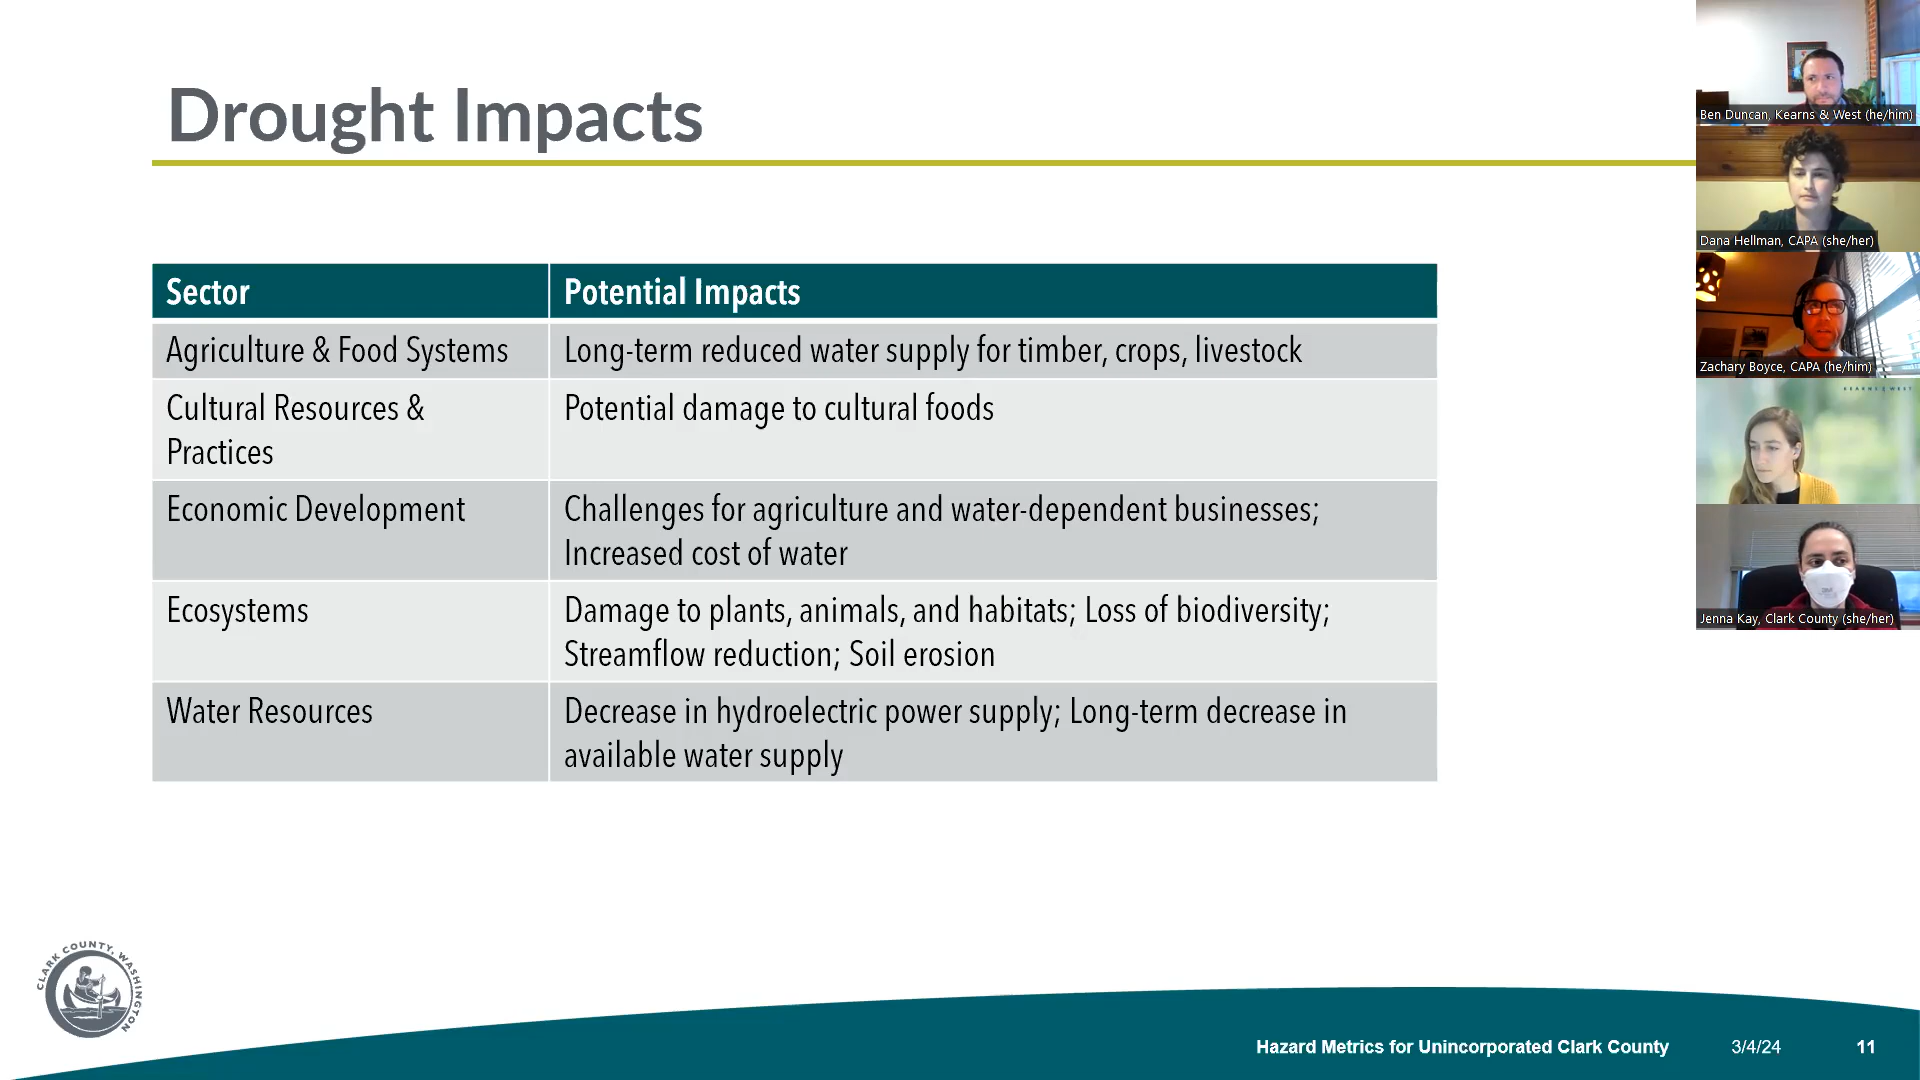 Drought Impacts
Sector
Potential Impacts
Agriculture & Food Systems
Long-term reduced water supply for timber, crops, livestock
Cultural Resources &
Practices
Potential damage to cultural foods
Economic Development
Challenges for agriculture and water-dependent businesses;
Increased cost of water
Ecosystems
Damage to plants, animals, and habitats; Loss of biodiversity;
Streamflow reduction; Soil erosion
Water Resources
Decrease in hydroelectric power supply; Long-term decrease in
available water supply
Ben Duncan, Kearns & West (he/him)
Dana Hellman, CAPA (she/her)
Zachary Boyce, CAPA (he/him)
KEARNS & WEST
Jenna Kay, Clark County (she/her)
CLARK COUNTY, WASHINGTON
Hazard Metrics for Unincorporated Clark County
3/4/24
11